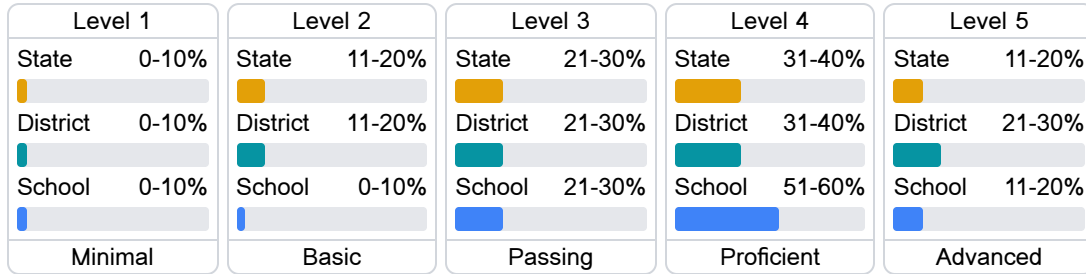 Level 1
State 0-10%
District 0-10%
School 0-10%
Minimal
Level 2
State 11-20%
District 11-20%
School 0-10%
Basic
Level 3
State 21-30%
District 21-30%
School 21-30%
Passing
Level 4
State 31-40%
District 31-40%
School 51-60%
Proficient
Level 5
State 11-20%
District 21-30%
School 11-20%
Advanced